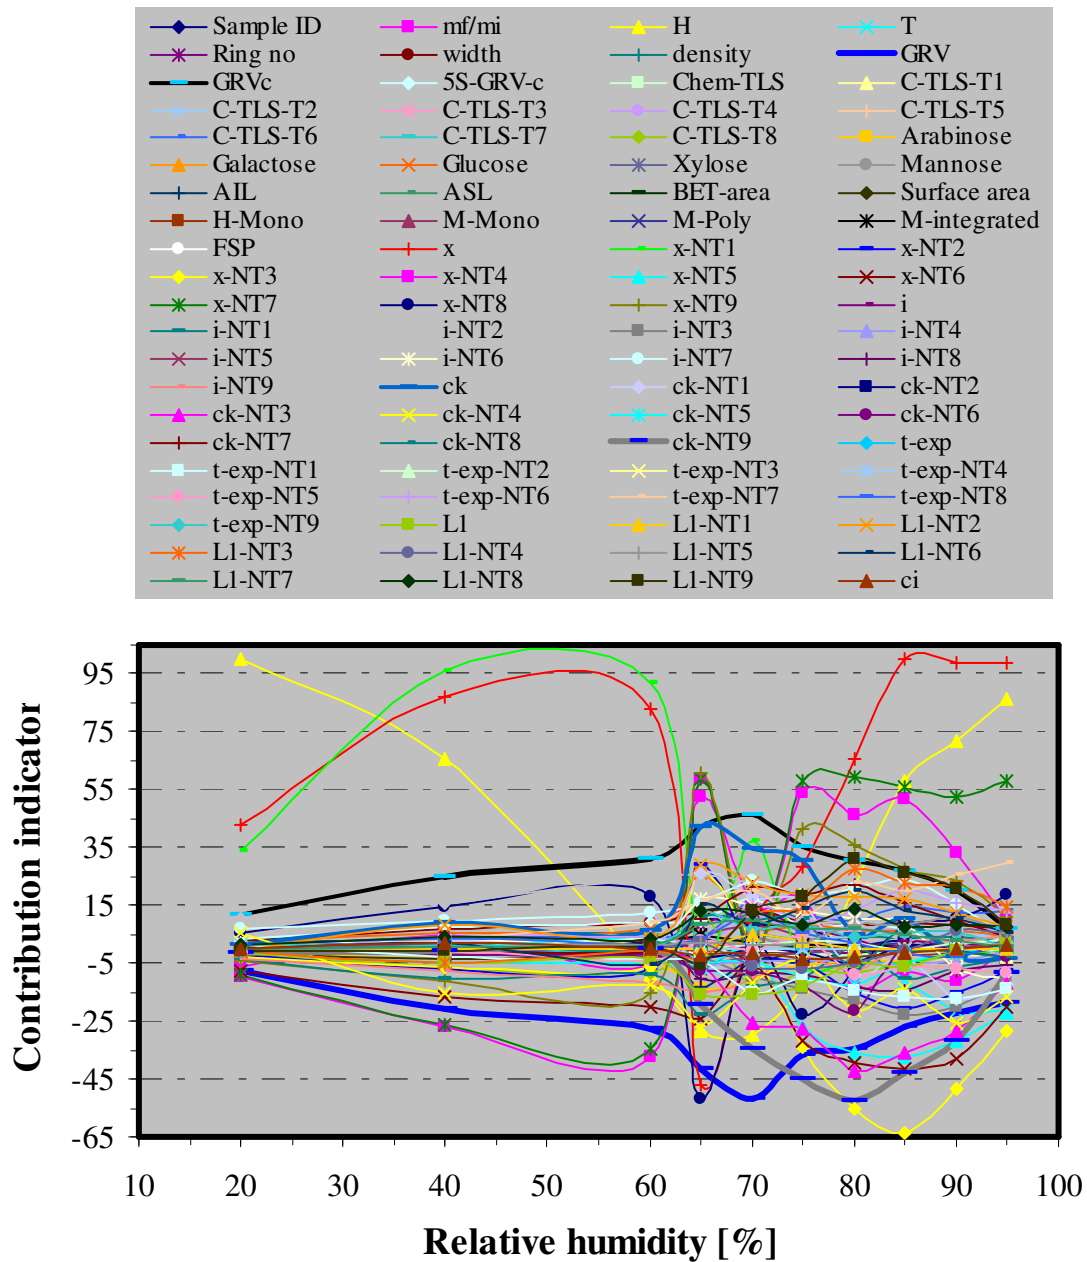 Sample ID mf/mi H T
Ring no width density GRV
GRVc 5S-GRV-c Chem-TLS C-TLS-T1
C-TLS-T2 C-TLS-T3 C-TLS-T4 C-TLS-T5
C-TLS-T6 C-TLS-T7 C-TLS-T8 Arabinose
Galactose Glucose Xylose Mannose
AIL ASL BET-area Surface area
H-Mono M-Mono M-Poly M-integrated
FSP x x-NT1 x-NT2
x-NT3 x-NT4 x-NT5 x-NT6
x-NT7 x-NT8 x-NT9 i
i-NT1 i-NT2 i-NT3 i-NT4
i-NT5 i-NT6 i-NT7 i-NT8
i-NT9 ck ck-NT1 ck-NT2
ck-NT3 ck-NT4 ck-NT5 ck-NT6
ck-NT7 ck-NT8 ck-NT9 t-exp
t-exp-NT1 t-exp-NT2 t-exp-NT3 t-exp-NT4
t-exp-NT5 t-exp-NT6 t-exp-NT7 t-exp-NT8
t-exp-NT9 L1 L1-NT1 L1-NT2
L1-NT3 L1-NT4 L1-NT5 L1-NT6
L1-NT7 L1-NT8 L1-NT9 ci
Contribution indicator
95
75
55
35
15
-5
-25
-45
-65
10 20 30 40 50 60 70 80 90 100
Relative humidity [%]